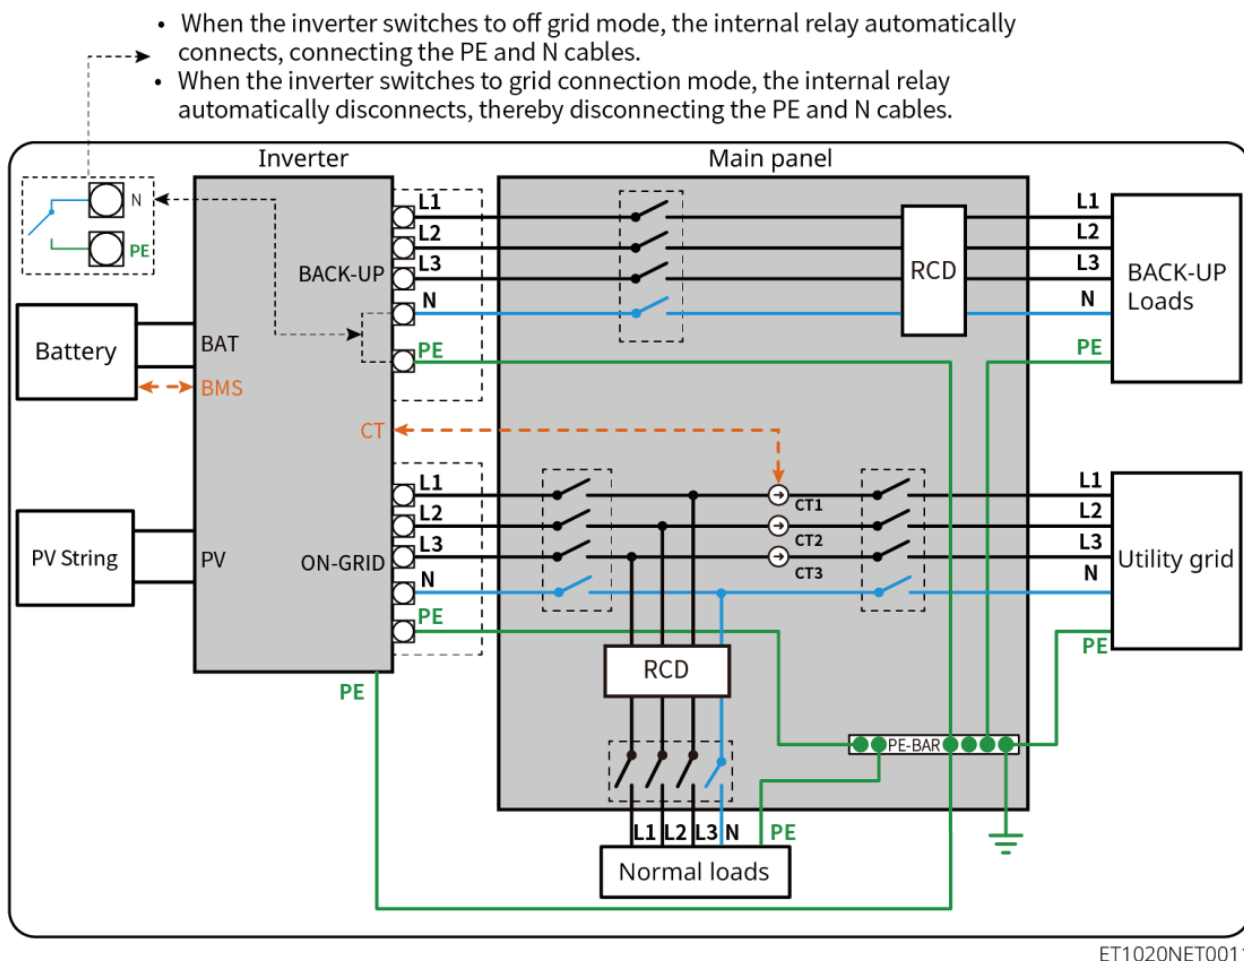 • When the inverter switches to off grid mode, the internal relay automatically
connects, connecting the PE and N cables.
• When the inverter switches to grid connection mode, the internal relay
automatically disconnects, thereby disconnecting the PE and N cables.
Inverter
Main panel
N
PE
BACK-UP
L1
L2
L3
N
PE
RCD
L1
L2
L3
N
PE
BACK-UP
Loads
Battery
BAT
BMS
CT
PV String
PV
ON-GRID
L1
L2
L3
N
PE
CT1
CT2
CT3
L1
L2
L3
N
PE
Utility grid
RCD
PE
PE-BAR
L1 L2 L3 N PE
Normal loads
ET1020NET0011